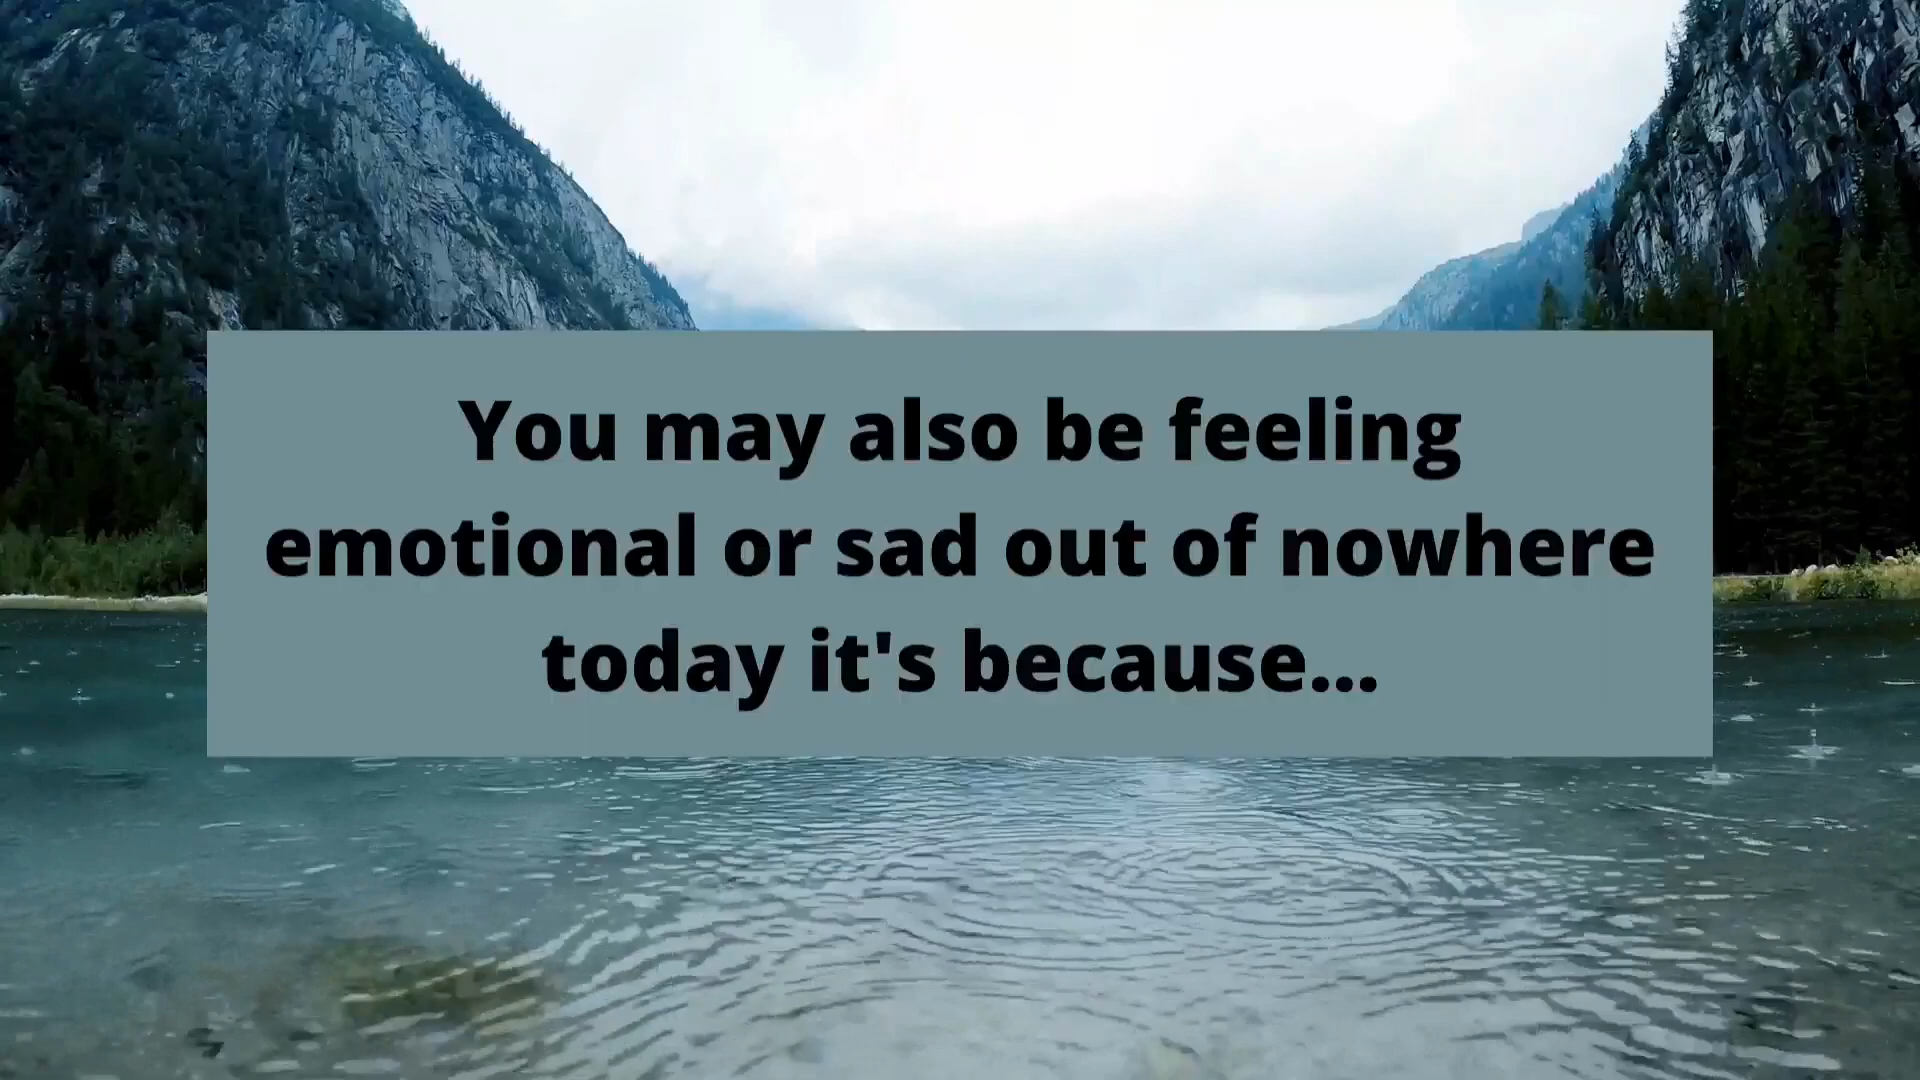 You may also be feeling
emotional or sad out of nowhere
today it's because...